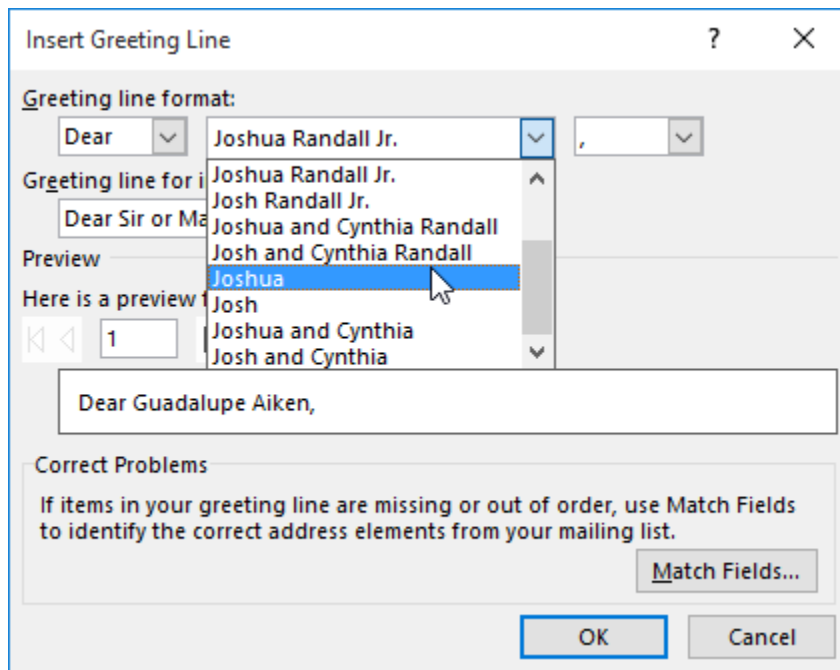 Insert Greeting Line ?
Greeting line format:
Dear Joshua Randall Jr. ,
Joshua Randall Jr.
Greeting line for i
Josh Randall Jr.
Dear Sir or Ma
Joshua and Cynthia Randall
Josh and Cynthia Randall
Preview
Joshua
Here is a preview
Josh
1
Joshua and Cynthia
Josh and Cynthia
Dear Guadalupe Aiken,
Correct Problems
If items in your greeting line are missing or out of order, use Match Fields
to identify the correct address elements from your mailing list.
Match Fields...
OK Cancel